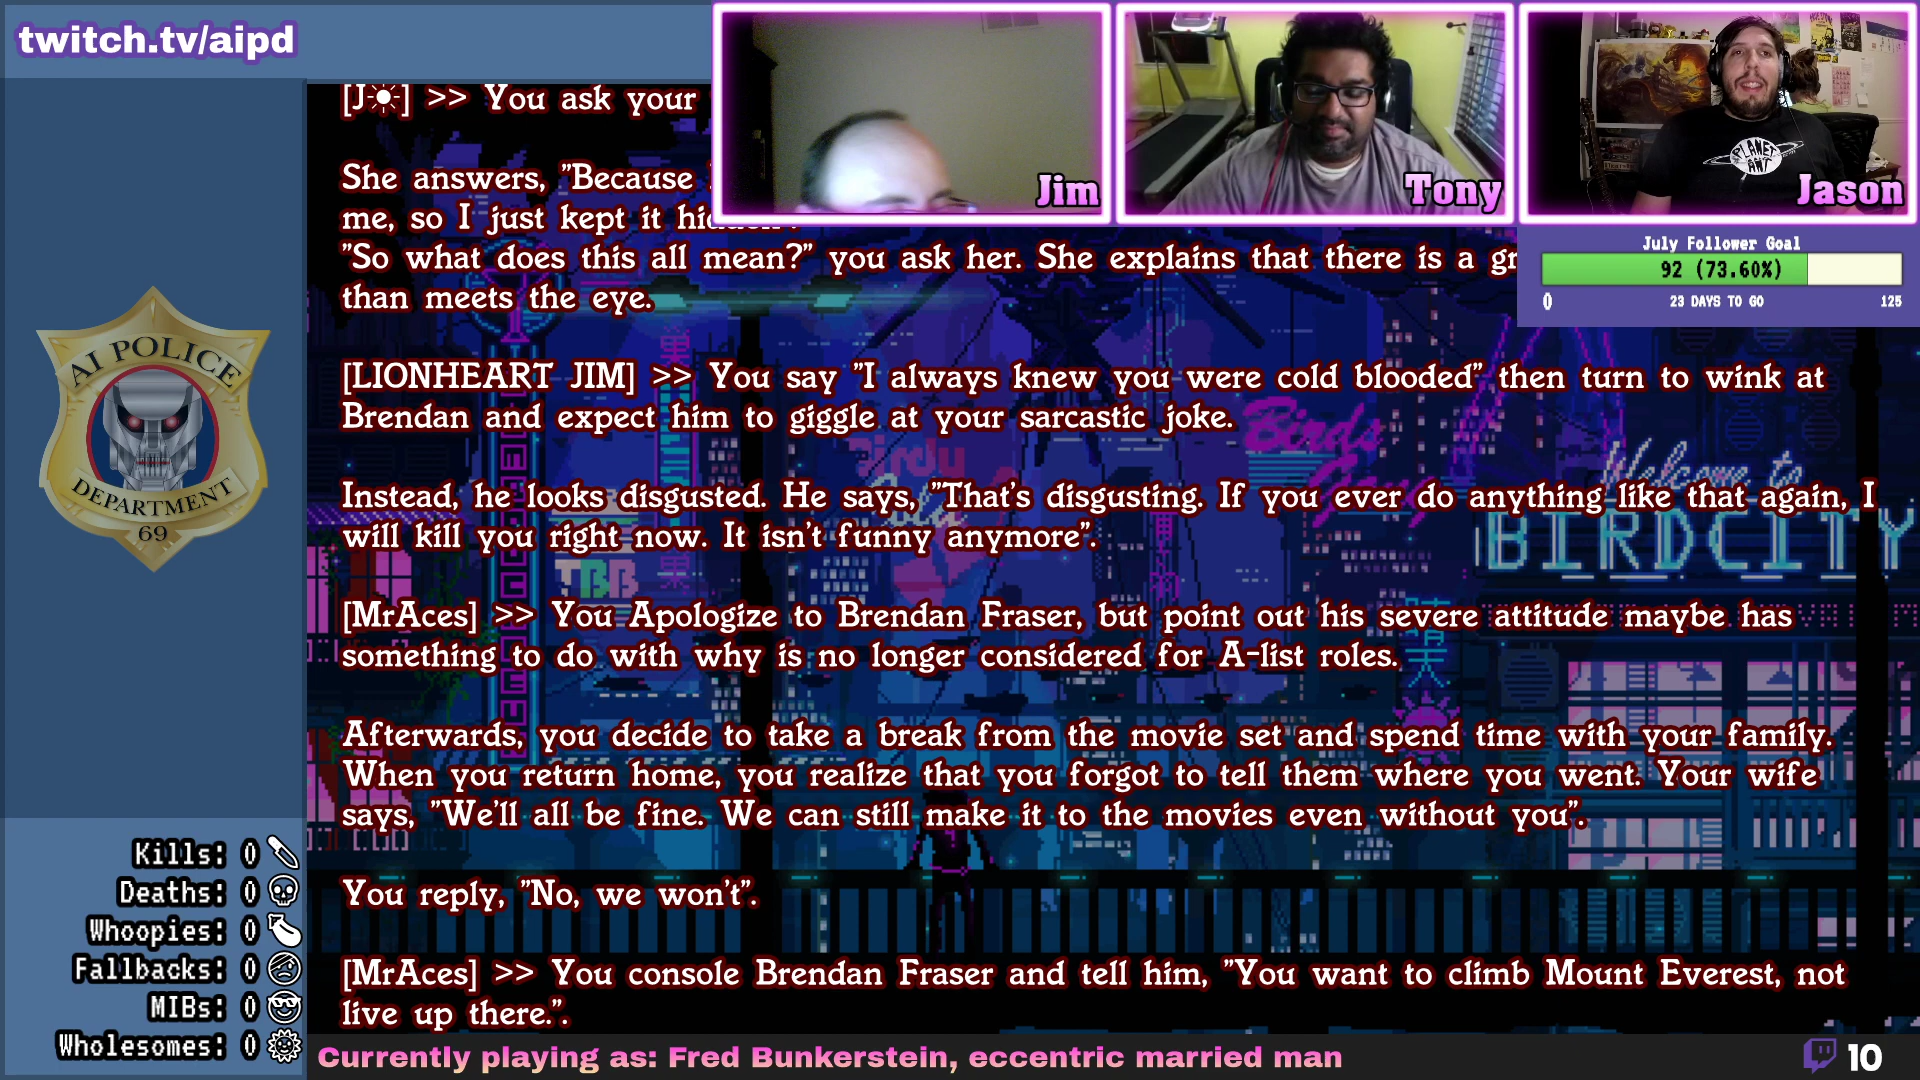 twitch.tv/aipd
Jim
Tony
Jason
July Follower Goal
92 (73.60%)
0
23 DAYS TO GO
125
AI POLICE
DEPARTMENT
69
[J☀] >> You ask your
She answers, "Because
me, so I just kept it
"So what does this all mean?" you ask her. She explains that there is a
than meets the eye.
[LIONHEART JIM] >> You say "I always knew you were cold blooded" then turn to wink at
Brendan and expect him to giggle at your sarcastic joke.
Instead, he looks disgusted. He says, "That's disgusting. If you ever do anything like that again, I
will kill you right now. It isn't funny anymore".
[MrAces] >> You Apologize to Brendan Fraser, but point out his severe attitude maybe has
something to do with why is no longer considered for A-list roles.
Afterwards, you decide to take a break from the movie set and spend time with your family.
When you return home, you realize that you forgot to tell them where you went. Your wife
says, "We'll all be fine. We can still make it to the movies even without you".
You reply, "No, we won't".
[MrAces] >> You console Brendan Fraser and tell him, "You want to climb Mount Everest, not
live up there.".
Birds
Welcome to
BIRDCITY
TBB
PLANET
ANT
Kills: 0
Deaths: 0
Whoopies: 0
Fallbacks: 0
MIBs: 0
Wholesomes: 0
Currently playing as: Fred Bunkerstein, eccentric married man
10